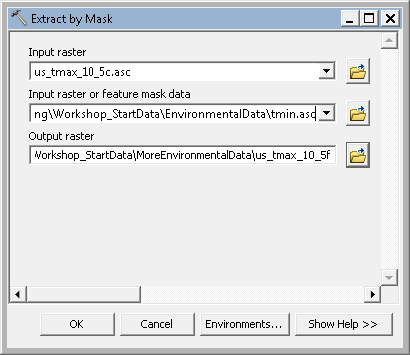 Extract by Mask
Input raster
us_tmax_10_5c.asc
Input raster or feature mask data
ng\Workshop_StartData\EnvironmentalData\tmin.asc
Output raster
Workshop_StartData\MoreEnvironmentalData\us_tmax_10_5f
OK
Cancel
Environments...
Show Help >>